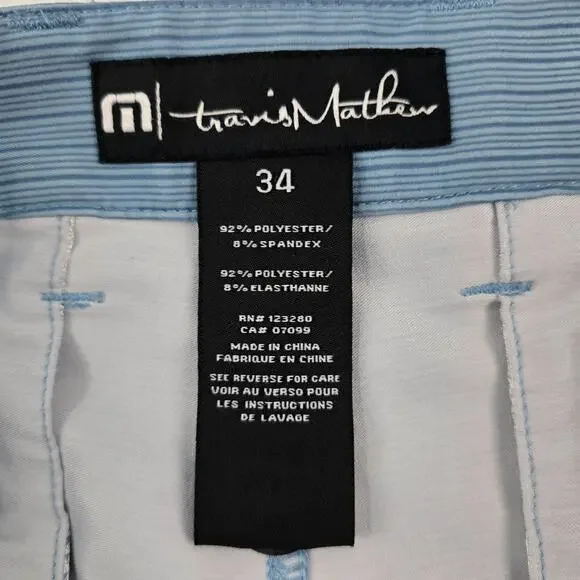 m travisMathew
34
92% POLYESTER/
8% SPANDEX
92% POLYESTER/
8% ELASTHANNE
RN# 123280
CA# 07099
MADE IN CHINA
FABRIQUE EN CHINE
SEE REVERSE FOR CARE
VOIR AU VERSO POUR
LES INSTRUCTIONS
DE LAVAGE